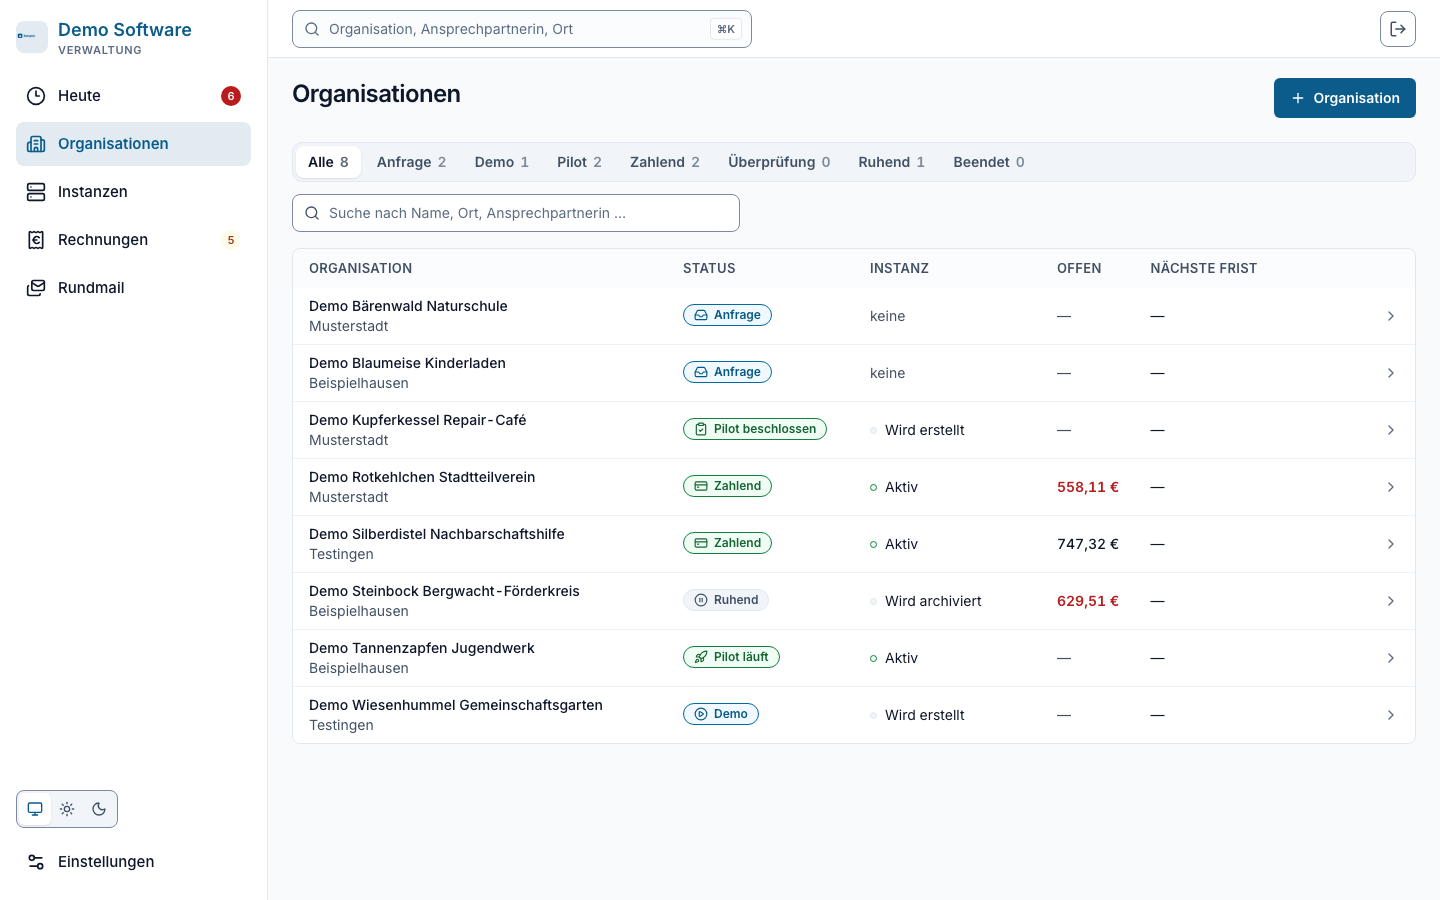 Demo Software
VERWALTUNG
Heute 6
Organisationen
Instanzen
Rechnungen 5
Rundmail
Einstellungen
Organisation, Ansprechpartnerin, Ort ⌘K
Organisationen
+ Organisation
Alle 8 Anfrage 2 Demo 1 Pilot 2 Zahlend 2 Überprüfung 0 Ruhend 1 Beendet 0
Suche nach Name, Ort, Ansprechpartnerin ...
ORGANISATION STATUS INSTANZ OFFEN NÄCHSTE FRIST
Demo Bärenwald Naturschule
Musterstadt
Anfrage keine — —
Demo Blaumeise Kinderladen
Beispielhausen
Anfrage keine — —
Demo Kupferkessel Repair-Café
Musterstadt
Pilot beschlossen Wird erstellt — —
Demo Rotkehlchen Stadtteilverein
Musterstadt
Zahlend Aktiv 558,11 € —
Demo Silberdistel Nachbarschaftshilfe
Testingen
Zahlend Aktiv 747,32 € —
Demo Steinbock Bergwacht-Förderkreis
Beispielhausen
Ruhend Wird archiviert 629,51 € —
Demo Tannenzapfen Jugendwerk
Beispielhausen
Pilot läuft Aktiv — —
Demo Wiesenhummel Gemeinschaftsgarten
Testingen
Demo Wird erstellt — —